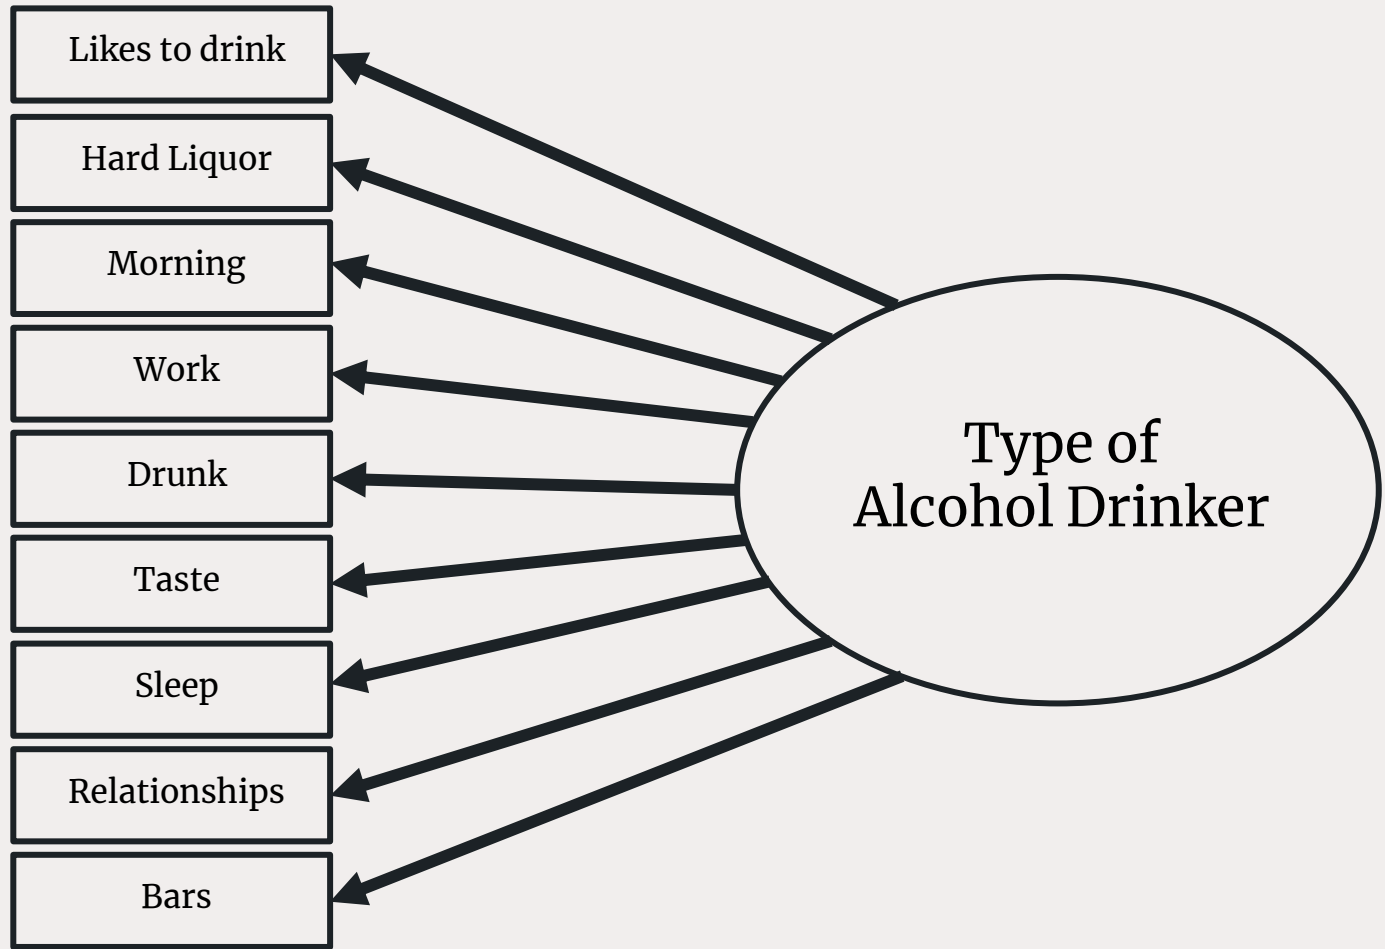 Likes to drink
Hard Liquor
Morning
Work
Drunk
Taste
Sleep
Relationships
Bars
Type of
Alcohol Drinker